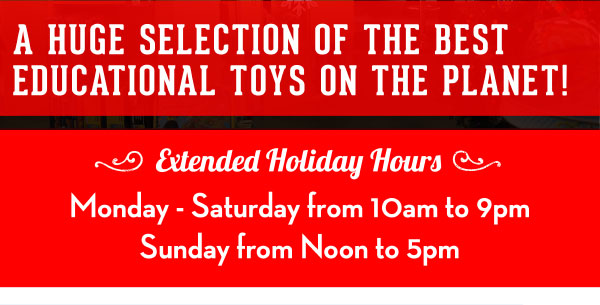 A HUGE SELECTION OF THE BEST
EDUCATIONAL TOYS ON THE PLANET!
Extended Holiday Hours
Monday - Saturday from 10am to 9pm
Sunday from Noon to 5pm